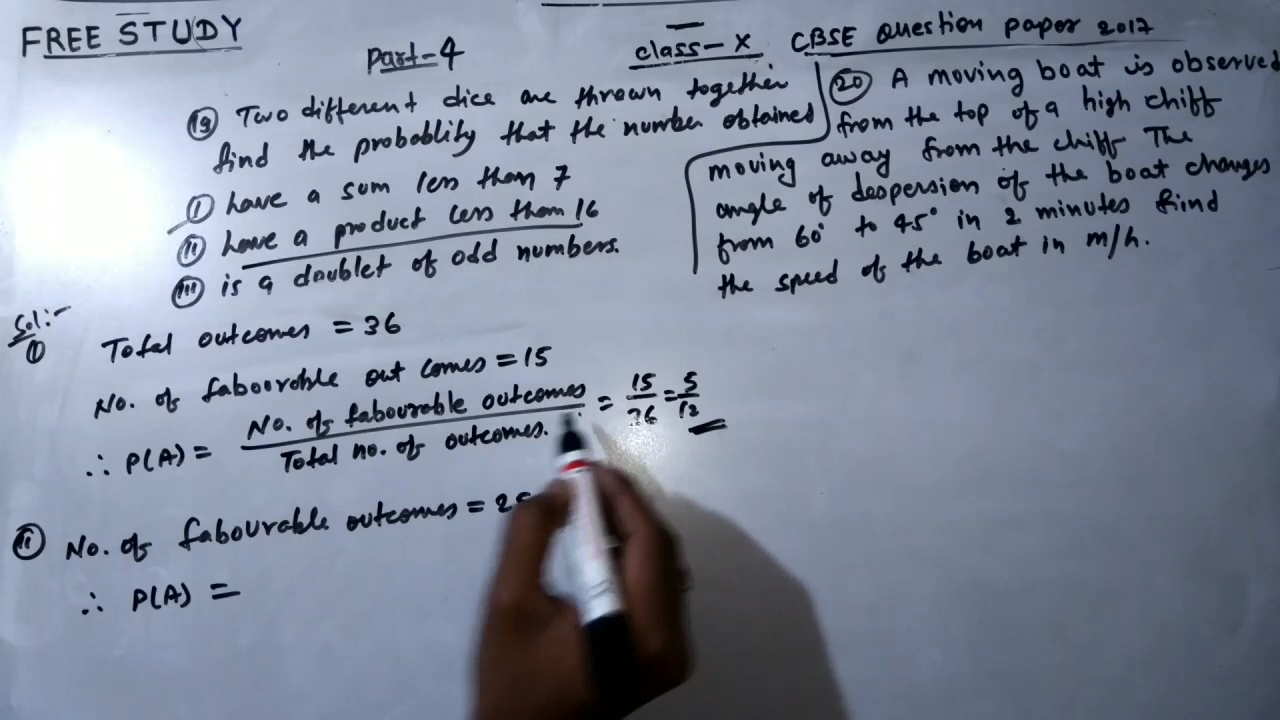 FREE STUDY
Part-4
class-X CBSE Question paper 2017
(19) Two different dice are thrown together
find the problobility that the number obtained
(I) have a sum less than 7
(II) have a product less than 16
(III) is a doublet of odd numbers.
(20) A moving boat is observed
from the top of a high chiff
moving away from the chiff The
angle of despersion of the boat changes
from 60° to 45° in 2 minutes find
the speed of the boat in m/h.
Sol:-
(I) Total outcomes = 36
No. of fabourable out comes = 15
∴ P(A) = No. of fabourable outcomes / Total no. of outcomes. = 15/36 = 5/12
(II) No. of fabourable outcomes = 25
∴ P(A) =